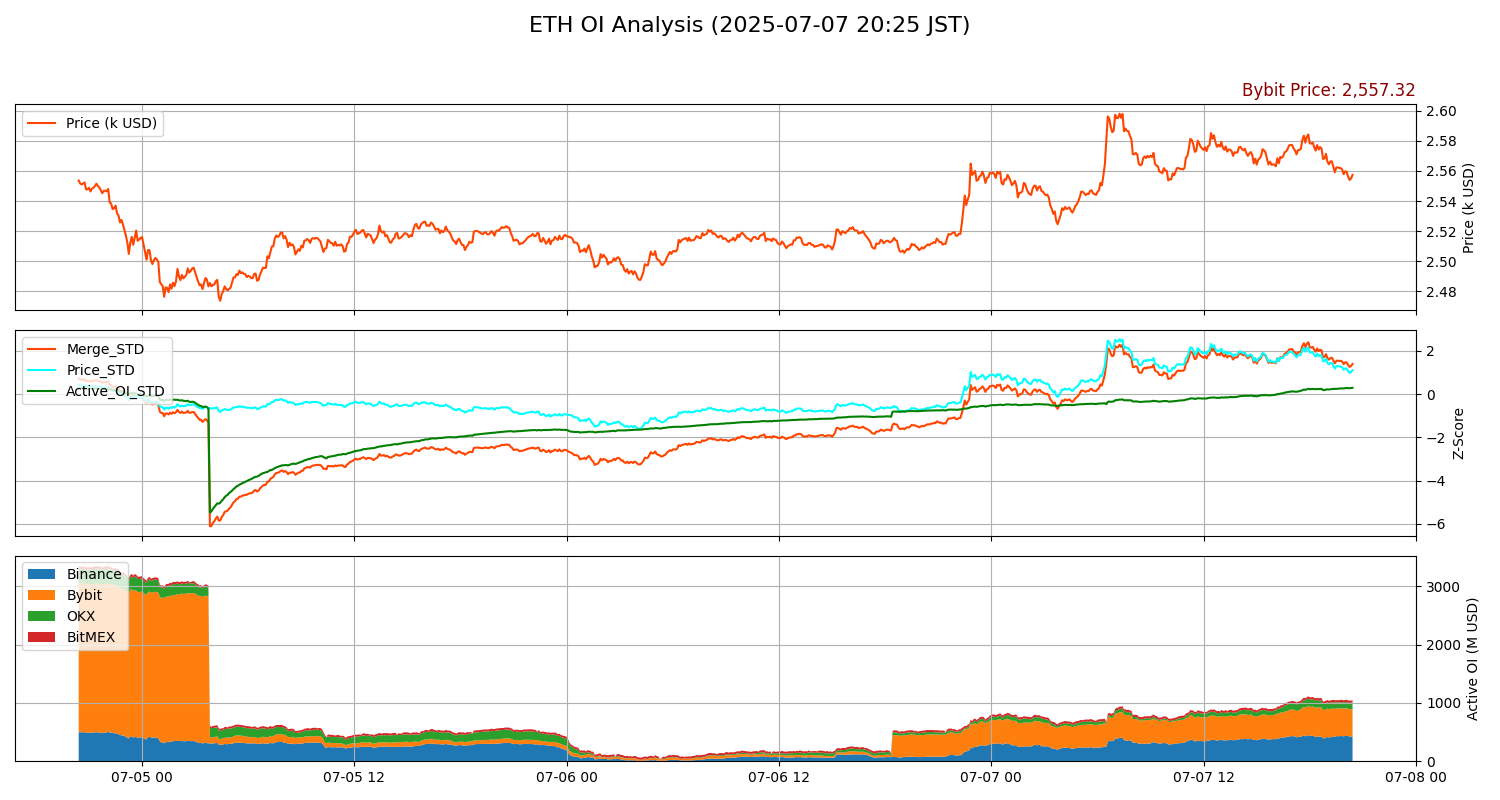 ETH OI Analysis (2025-07-07 20:25 JST)
Bybit Price: 2,557.32
Price (k USD)
2.60
2.58
2.56
2.54
2.52
2.50
2.48
Price (k USD)
Merge_STD
Price_STD
Active_OI_STD
2
0
−2
−4
−6
Z-Score
Binance
Bybit
OKX
BitMEX
3000
2000
1000
0
Active OI (M USD)
07-05 00
07-05 12
07-06 00
07-06 12
07-07 00
07-07 12
07-08 00